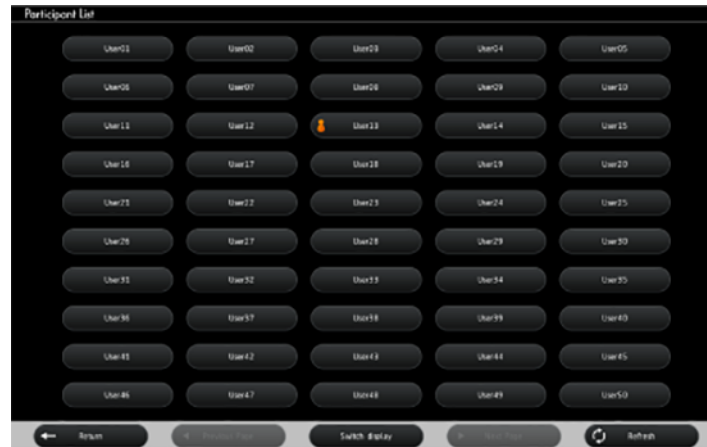 Participant List
User01 User02 User03 User04 User05
User06 User07 User08 User09 User10
User11 User12 User13 User14 User15
User16 User17 User18 User19 User20
User21 User22 User23 User24 User25
User26 User27 User28 User29 User30
User31 User32 User33 User34 User35
User36 User37 User38 User39 User40
User41 User42 User43 User44 User45
User46 User47 User48 User49 User50
Return Previous Page Switch display Next Page Refresh